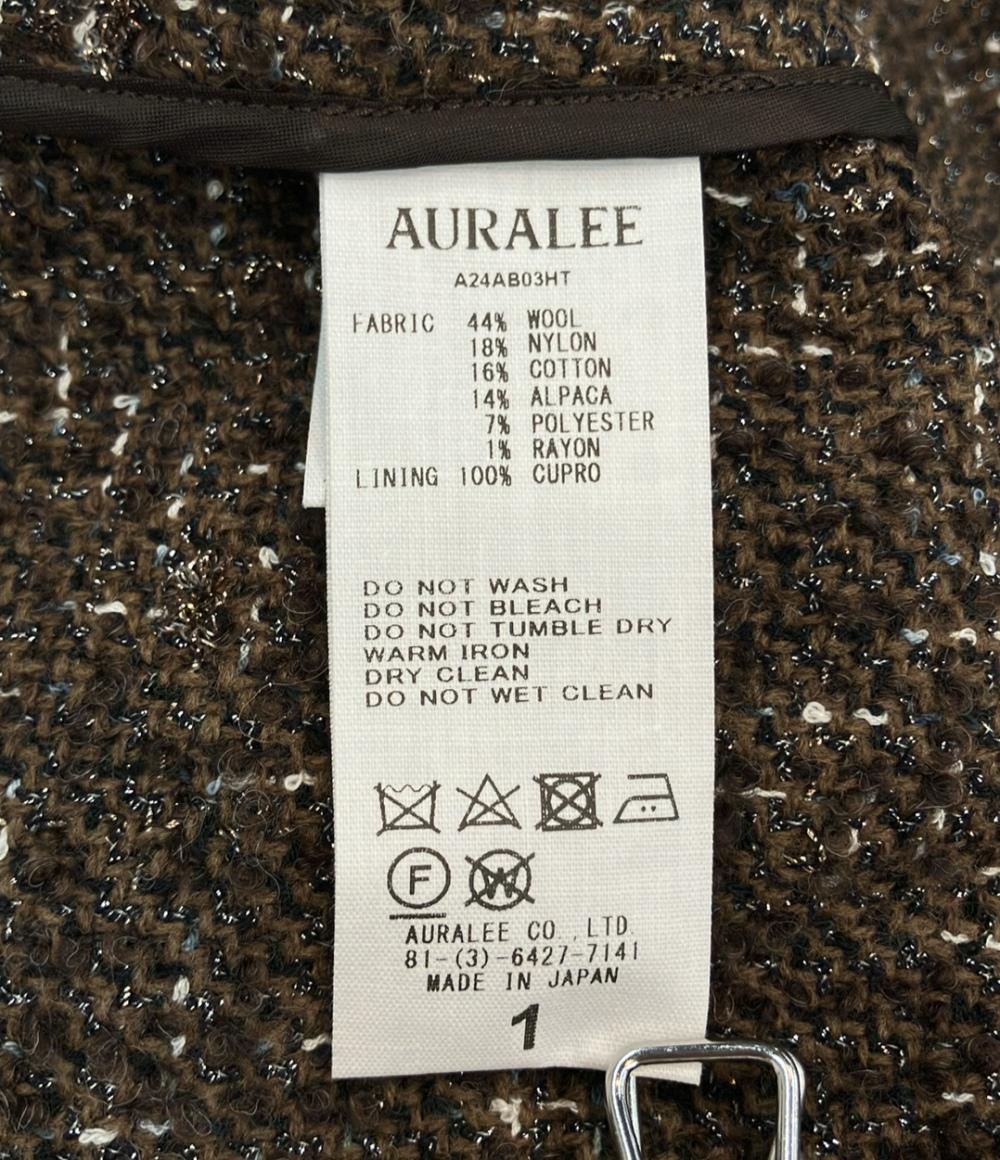 AURALEE
A24AB03HT
FABRIC 44% WOOL
18% NYLON
16% COTTON
14% ALPACA
7% POLYESTER
1% RAYON
LINING 100% CUPRO
DO NOT WASH
DO NOT BLEACH
DO NOT TUMBLE DRY
WARM IRON
DRY CLEAN
DO NOT WET CLEAN
F W
AURALEE CO.,LTD.
81-(3)-6427-7141
MADE IN JAPAN
1